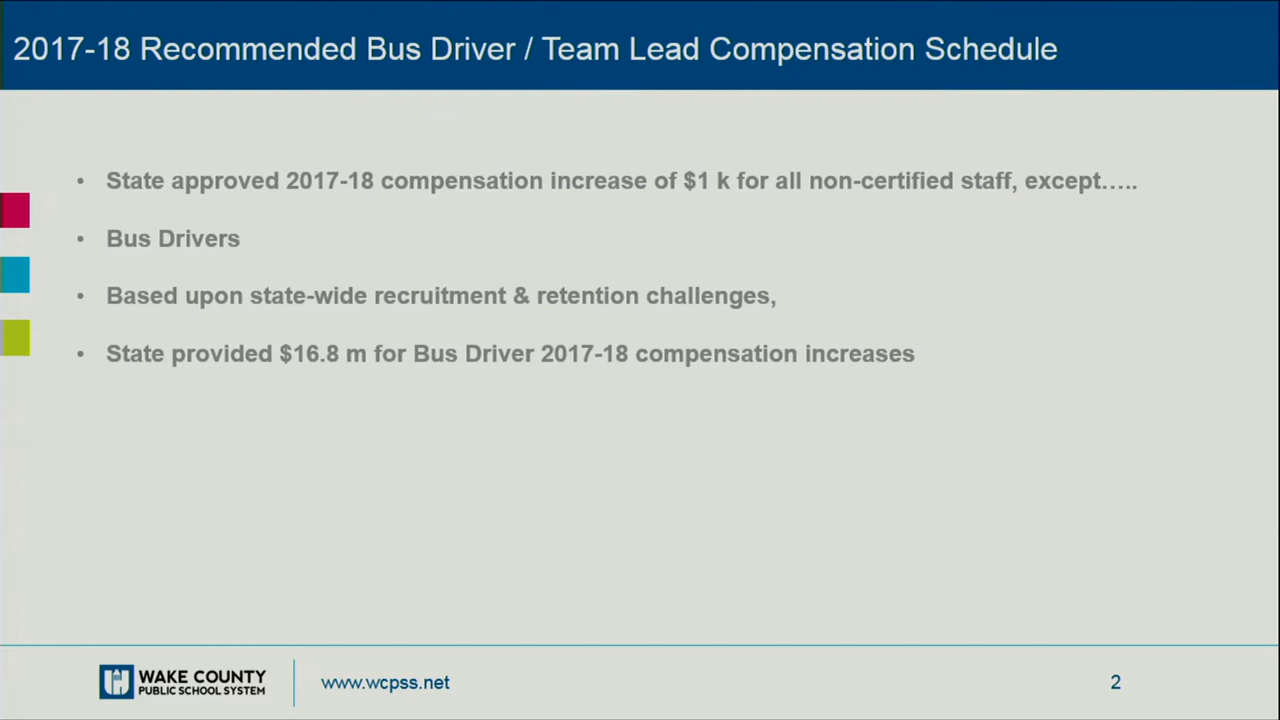 2017-18 Recommended Bus Driver / Team Lead Compensation Schedule
• State approved 2017-18 compensation increase of $1 k for all non-certified staff, except…..
• Bus Drivers
• Based upon state-wide recruitment & retention challenges,
• State provided $16.8 m for Bus Driver 2017-18 compensation increases
WAKE COUNTY
PUBLIC SCHOOL SYSTEM
www.wcpss.net
2